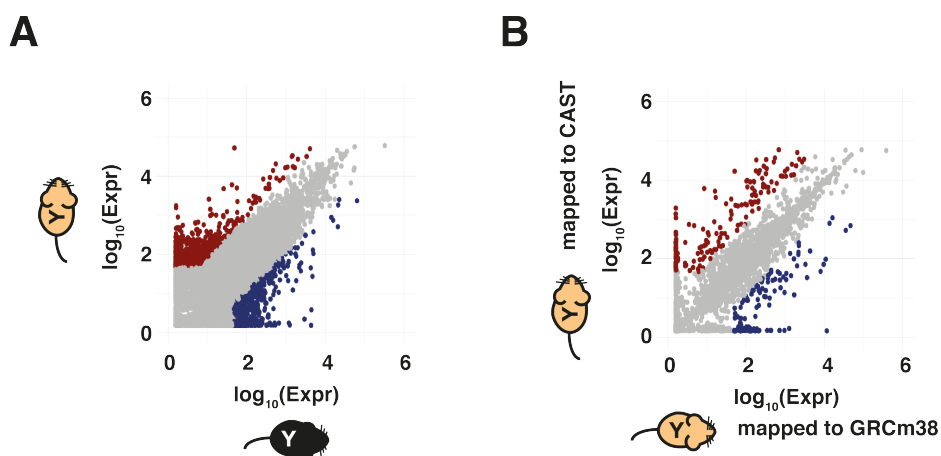 A
B
6
4
2
0
log10(Expr)
Y
0 2 4 6
log10(Expr)
Y
mapped to CAST
6
4
2
0
log10(Expr)
Y
0 2 4 6
log10(Expr)
Y
mapped to GRCm38